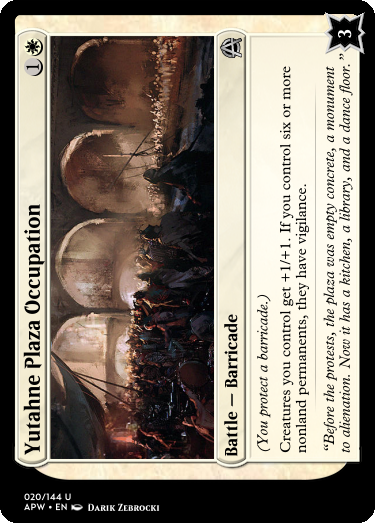 Yutahne Plaza Occupation
1
Battle — Barricade
(You protect a barricade.)
Creatures you control get +1/+1. If you control six or more
nonland permanents, they have vigilance.
“Before the protests, the plaza was empty concrete, a monument
to alienation. Now it has a kitchen, a library, and a dance floor.”
3
020/144 U
APW • EN Darik Zebrocki